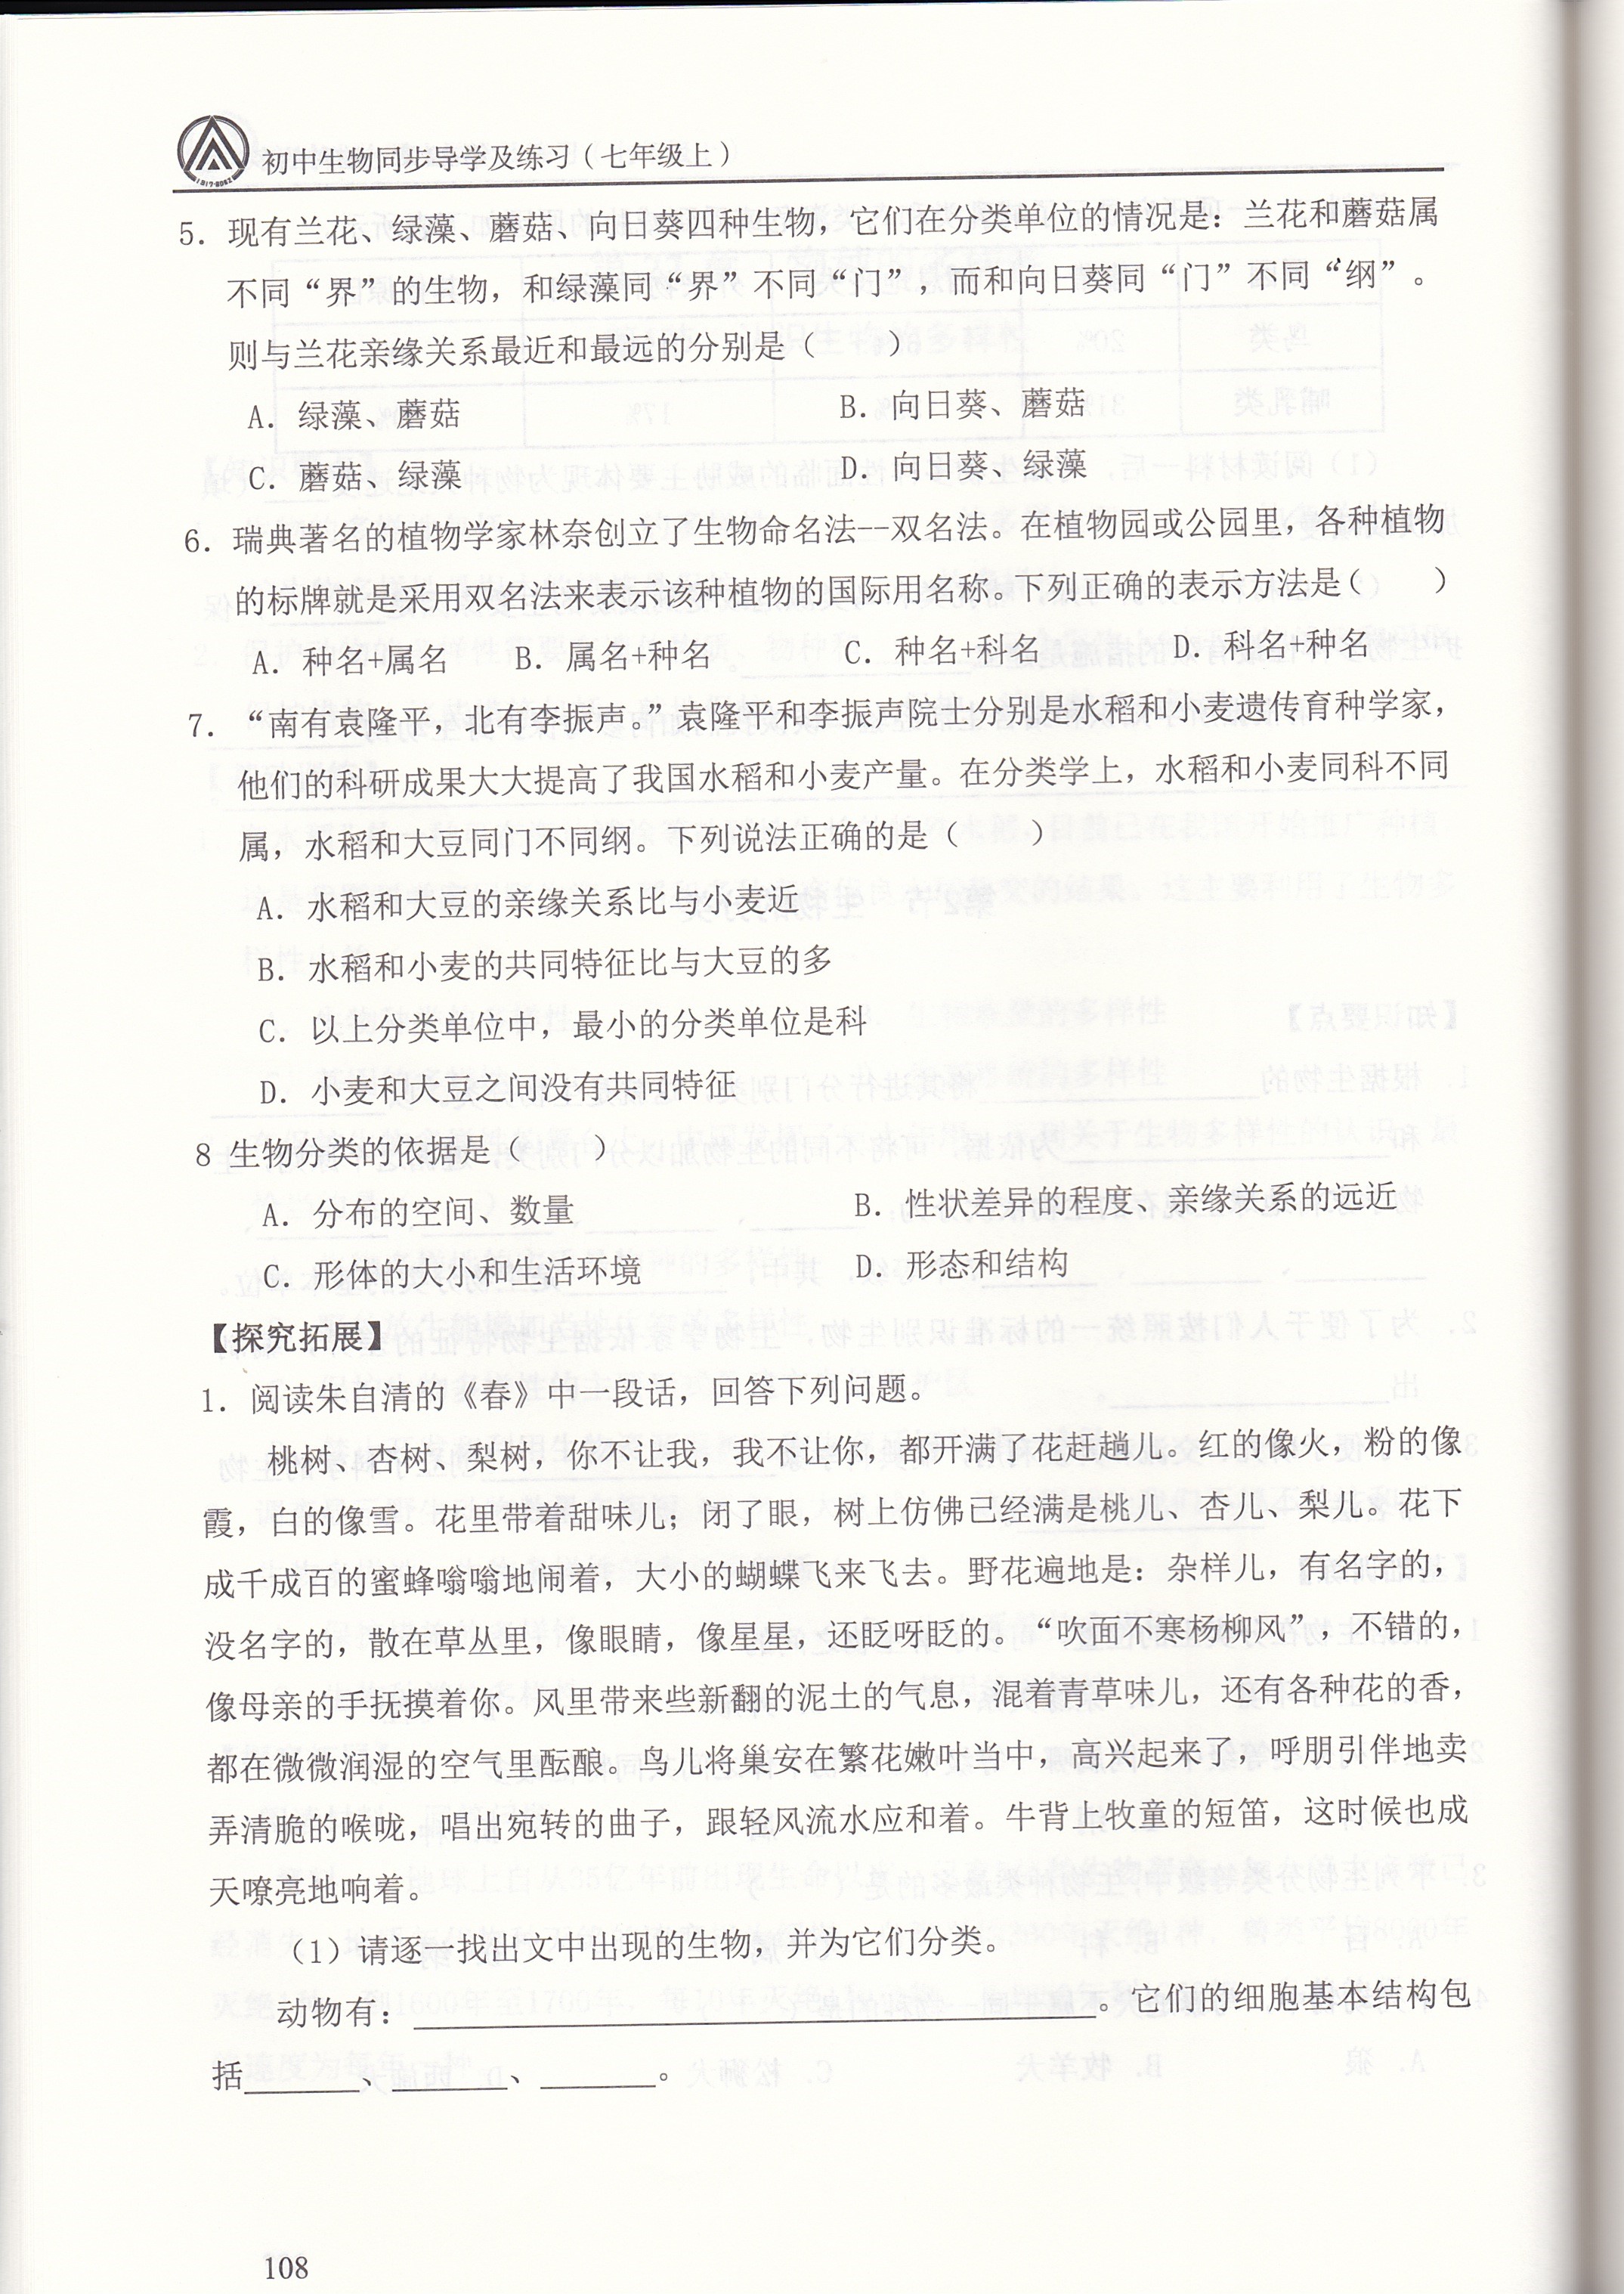 初中生物同步导学及练习（七年级上）
5. 现有兰花、绿藻、蘑菇、向日葵四种生物，它们在分类单位的情况是：兰花和蘑菇属
不同“界”的生物，和绿藻同“界”不同“门”，而和向日葵同“门”不同“纲”。
则与兰花亲缘关系最近和最远的分别是（　　）
A. 绿藻、蘑菇　B. 向日葵、蘑菇
C. 蘑菇、绿藻　D. 向日葵、绿藻
6. 瑞典著名的植物学家林奈创立了生物命名法--双名法。在植物园或公园里，各种植物
的标牌就是采用双名法来表示该种植物的国际用名称。下列正确的表示方法是（　　）
A. 种名+属名　B. 属名+种名　C. 种名+科名　D. 科名+种名
7. “南有袁隆平，北有李振声。”袁隆平和李振声院士分别是水稻和小麦遗传育种学家，
他们的科研成果大大提高了我国水稻和小麦产量。在分类学上，水稻和小麦同科不同
属，水稻和大豆同门不同纲。下列说法正确的是（　　）
A. 水稻和大豆的亲缘关系比与小麦近
B. 水稻和小麦的共同特征比与大豆的多
C. 以上分类单位中，最小的分类单位是科
D. 小麦和大豆之间没有共同特征
8 生物分类的依据是（　　）
A. 分布的空间、数量　B. 性状差异的程度、亲缘关系的远近
C. 形体的大小和生活环境　D. 形态和结构
【探究拓展】
1. 阅读朱自清的《春》中一段话，回答下列问题。
桃树、杏树、梨树，你不让我，我不让你，都开满了花赶趟儿。红的像火，粉的像
霞，白的像雪。花里带着甜味儿；闭了眼，树上仿佛已经满是桃儿、杏儿、梨儿。花下
成千成百的蜜蜂嗡嗡地闹着，大小的蝴蝶飞来飞去。野花遍地是：杂样儿，有名字的，
没名字的，散在草丛里，像眼睛，像星星，还眨呀眨的。“吹面不寒杨柳风”，不错的，
像母亲的手抚摸着你。风里带来些新翻的泥土的气息，混着青草味儿，还有各种花的香，
都在微微润湿的空气里酝酿。鸟儿将巢安在繁花嫩叶当中，高兴起来了，呼朋引伴地卖
弄清脆的喉咙，唱出宛转的曲子，跟轻风流水应和着。牛背上牧童的短笛，这时候也成
天嘹亮地响着。
（1）请逐一找出文中出现的生物，并为它们分类。
动物有：______________________。它们的细胞基本结构包
括______、______、______。
108